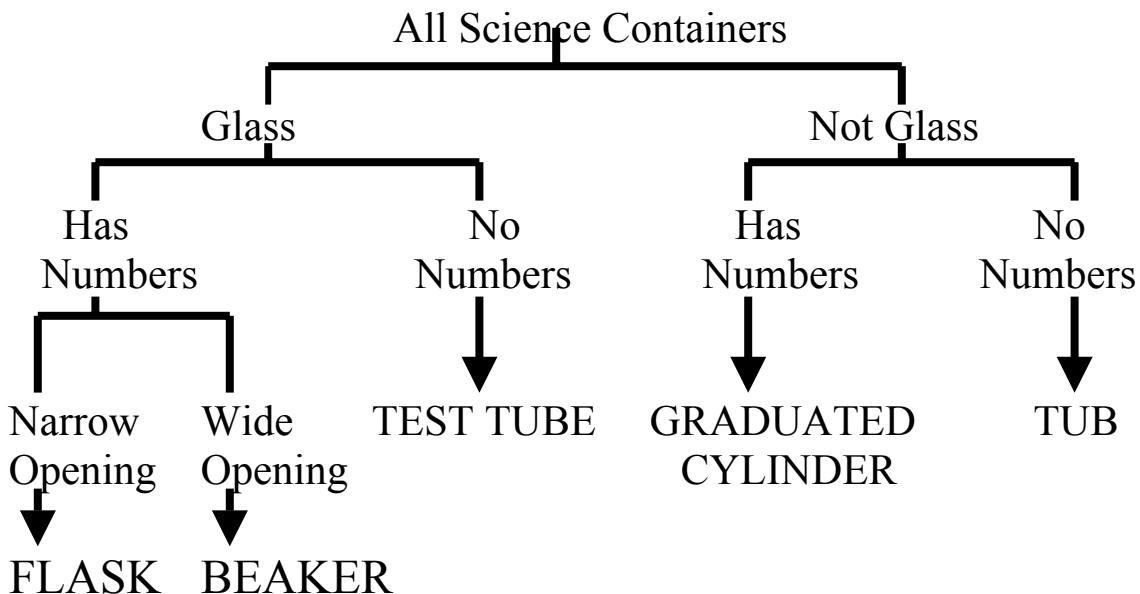 All Science Containers
Glass
Not Glass
Has
Numbers
No
Numbers
Has
Numbers
No
Numbers
Narrow
Opening
Wide
Opening
TEST TUBE
GRADUATED
CYLINDER
TUB
FLASK
BEAKER